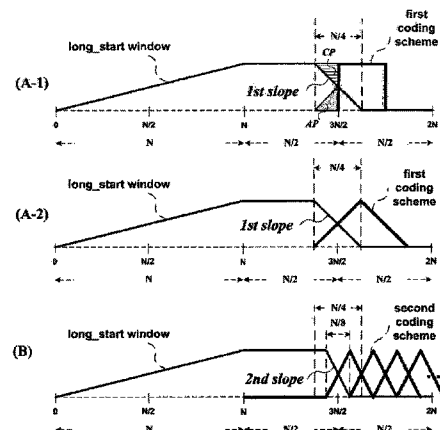 N/4
first
coding
scheme
long_start window
CP
(A-1)
1st slope
AP
0 N/2 N 3N/2 2N
N N/2 N/2
N/4
first
coding
scheme
long_start window
(A-2)
1st slope
0 N/2 N 3N/2 2N
N N/2 N/2
N/4
second
coding
scheme
N/8
long_start window
(B)
2nd slope
0 N/2 N 3N/2 2N
N N/2 N/2